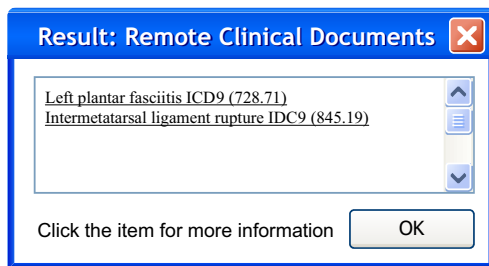 Result: Remote Clinical Documents
Left plantar fasciitis ICD9 (728.71)
Intermetatarsal ligament rupture IDC9 (845.19)
Click the item for more information
OK